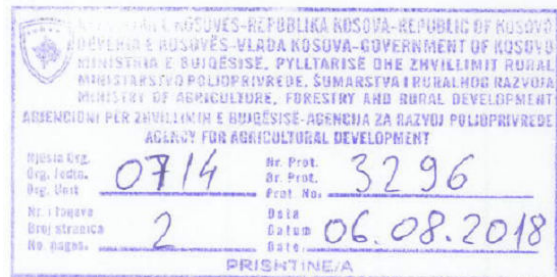 REPUBLIKA E KOSOVËS-REPUBLIKA KOSOVA-REPUBLIC OF KOSOVO
QEVERIA E KOSOVËS-VLADA KOSOVA-GOVERNMENT OF KOSOVO
MINISTRIA E BUJQËSISË, PYLLTARISË DHE ZHVILLIMIT RURAL
MINISTARSTVO POLJOPRIVREDE, ŠUMARSTVA I RURALNOG RAZVOJA
MINISTRY OF AGRICULTURE, FORESTRY AND RURAL DEVELOPMENT
AGJENCIONI PËR ZHVILLIMIN E BUJQËSISË-AGENCIJA ZA RAZVOJ POLJOPRIVREDE
AGENCY FOR AGRICULTURAL DEVELOPMENT
Njësia Org.
Org. Jedin.
Org. Unit
0714
Nr. Prot.
Br. Prot.
Prot. No.
3296
Nr. i faqeve
Broj stranica
No. pages.
2
Data
Datum
Date
06.08.2018
PRISHTINË/A